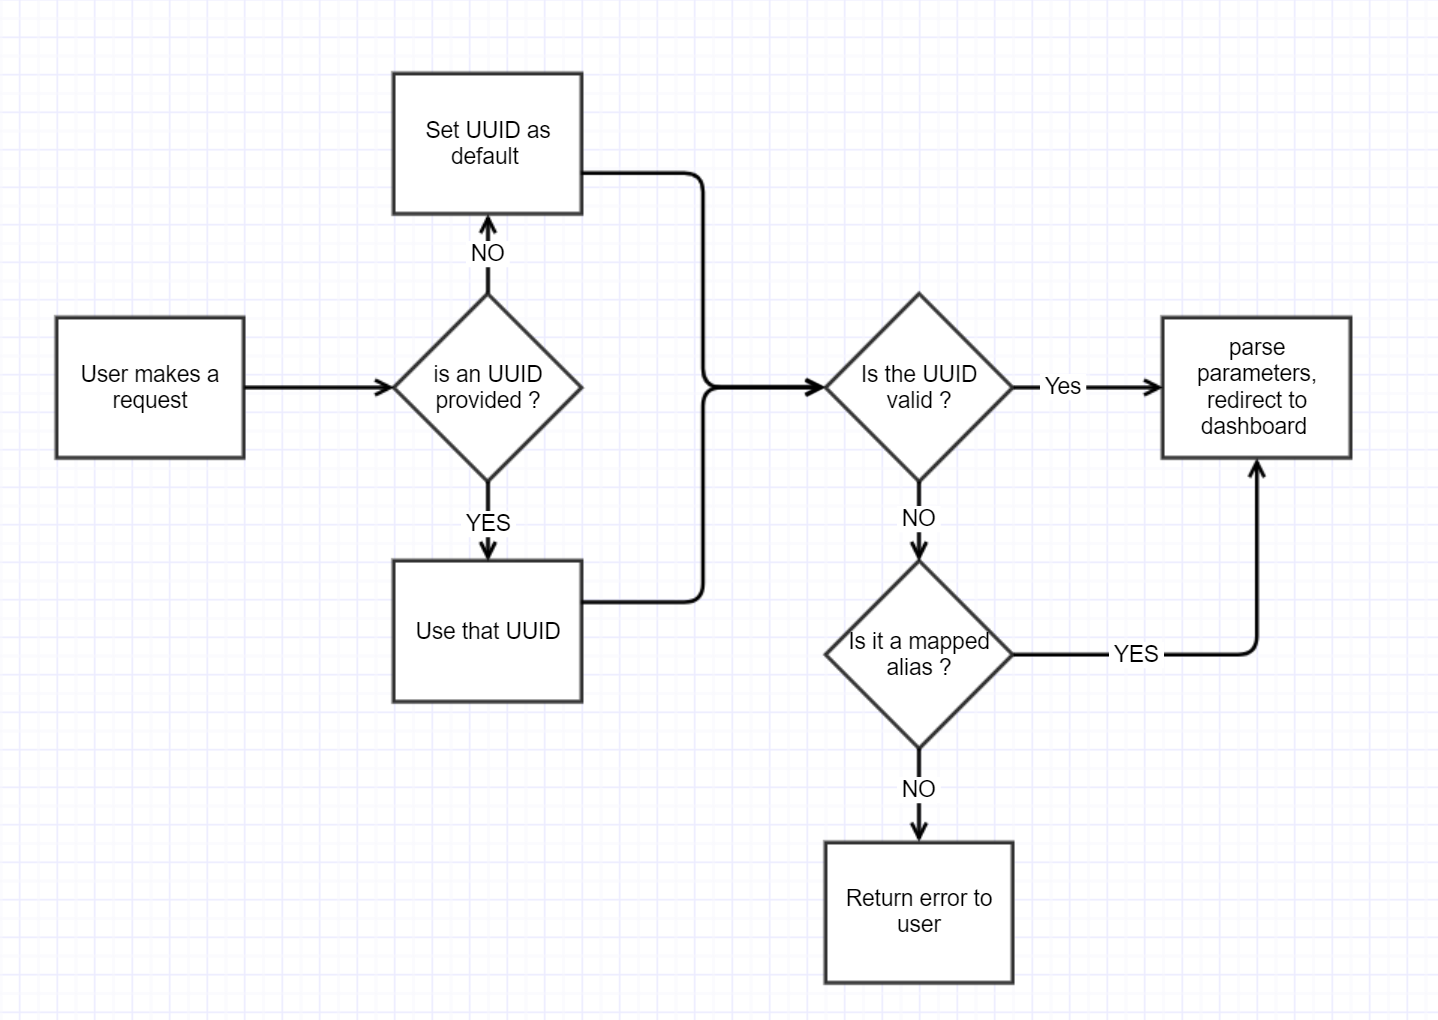 Set UUID as
default
NO
User makes a
request
is an UUID
provided ?
YES
Use that UUID
Is the UUID
valid ?
Yes
parse
parameters,
redirect to
dashboard
NO
Is it a mapped
alias ?
YES
NO
Return error to
user